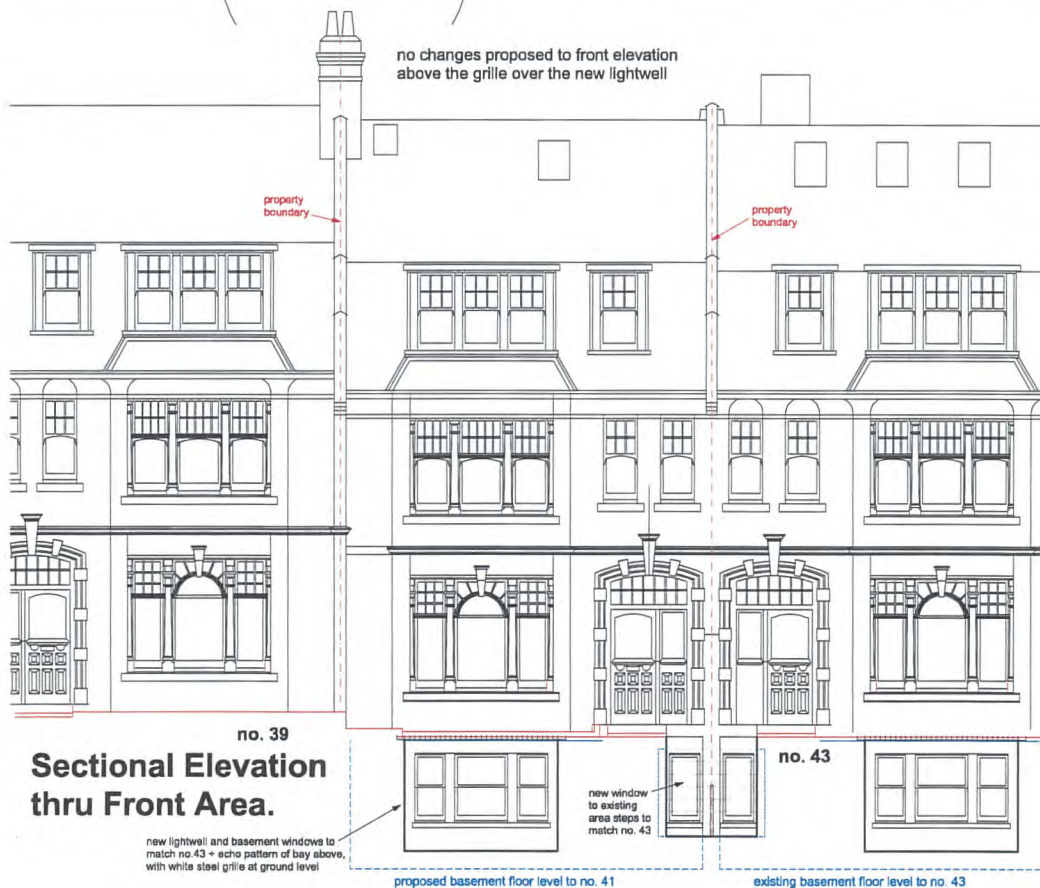 no changes proposed to front elevation
above the grille over the new lightwell
property
boundary
property
boundary
no. 39
Sectional Elevation
thru Front Area.
no. 43
new window
to existing
area steps to
match no. 43
new lightwell and basement windows to
match no.43 + echo pattern of bay above,
with white steel grille at ground level
proposed basement floor level to no. 41
existing basement floor level to no. 43